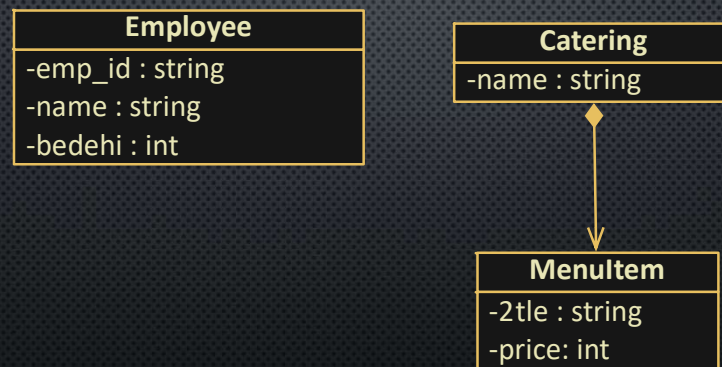 Employee
-emp_id : string
-name : string
-bedehi : int
Catering
-name : string
MenuItem
-2tle : string
-price: int